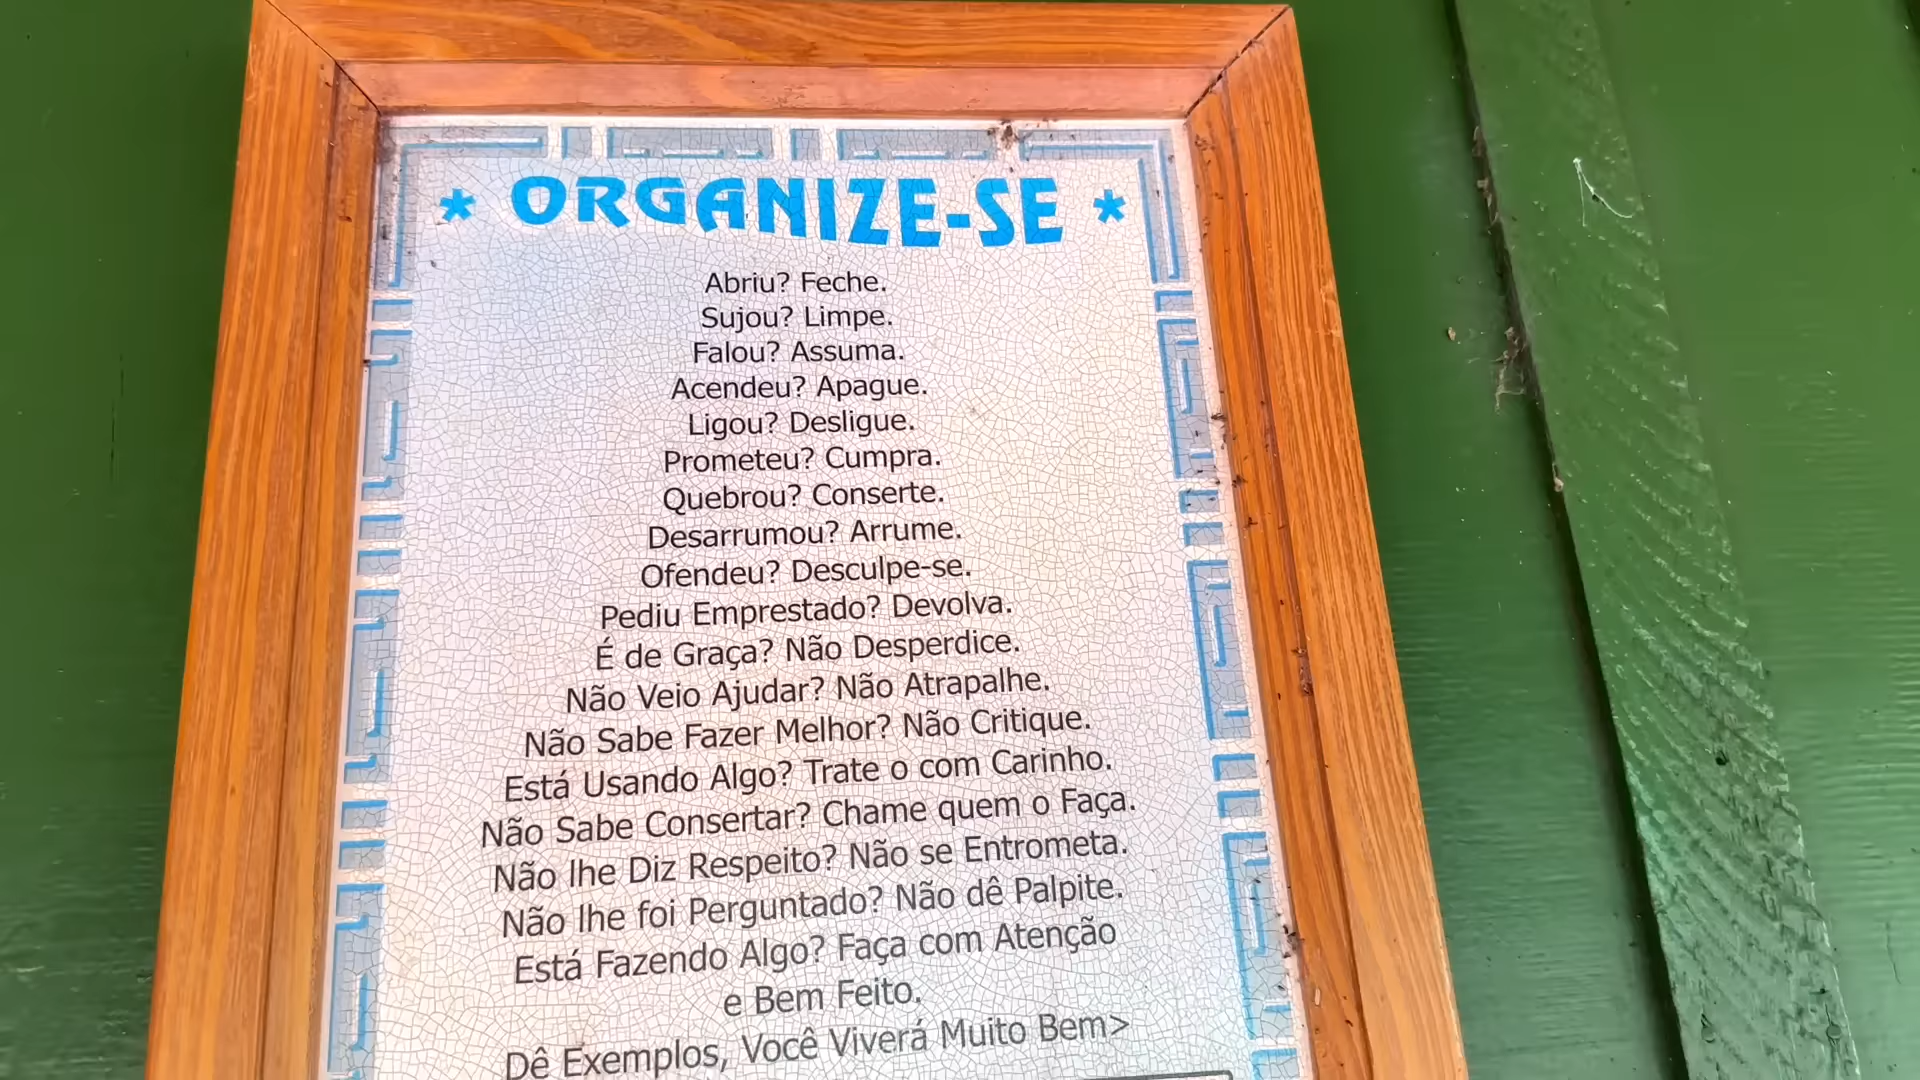 * ORGANIZE-SE *
Abriu? Feche.
Sujou? Limpe.
Falou? Assuma.
Acendeu? Apague.
Ligou? Desligue.
Prometeu? Cumpra.
Quebrou? Conserte.
Desarrumou? Arrume.
Ofendeu? Desculpe-se.
Pediu Emprestado? Devolva.
É de Graça? Não Desperdice.
Não Veio Ajudar? Não Atrapalhe.
Não Sabe Fazer Melhor? Não Critique.
Está Usando Algo? Trate o com Carinho.
Não Sabe Consertar? Chame quem o Faça.
Não lhe Diz Respeito? Não se Entrometa.
Não lhe foi Perguntado? Não dê Palpite.
Está Fazendo Algo? Faça com Atenção
e Bem Feito.
Dê Exemplos, Você Viverá Muito Bem>